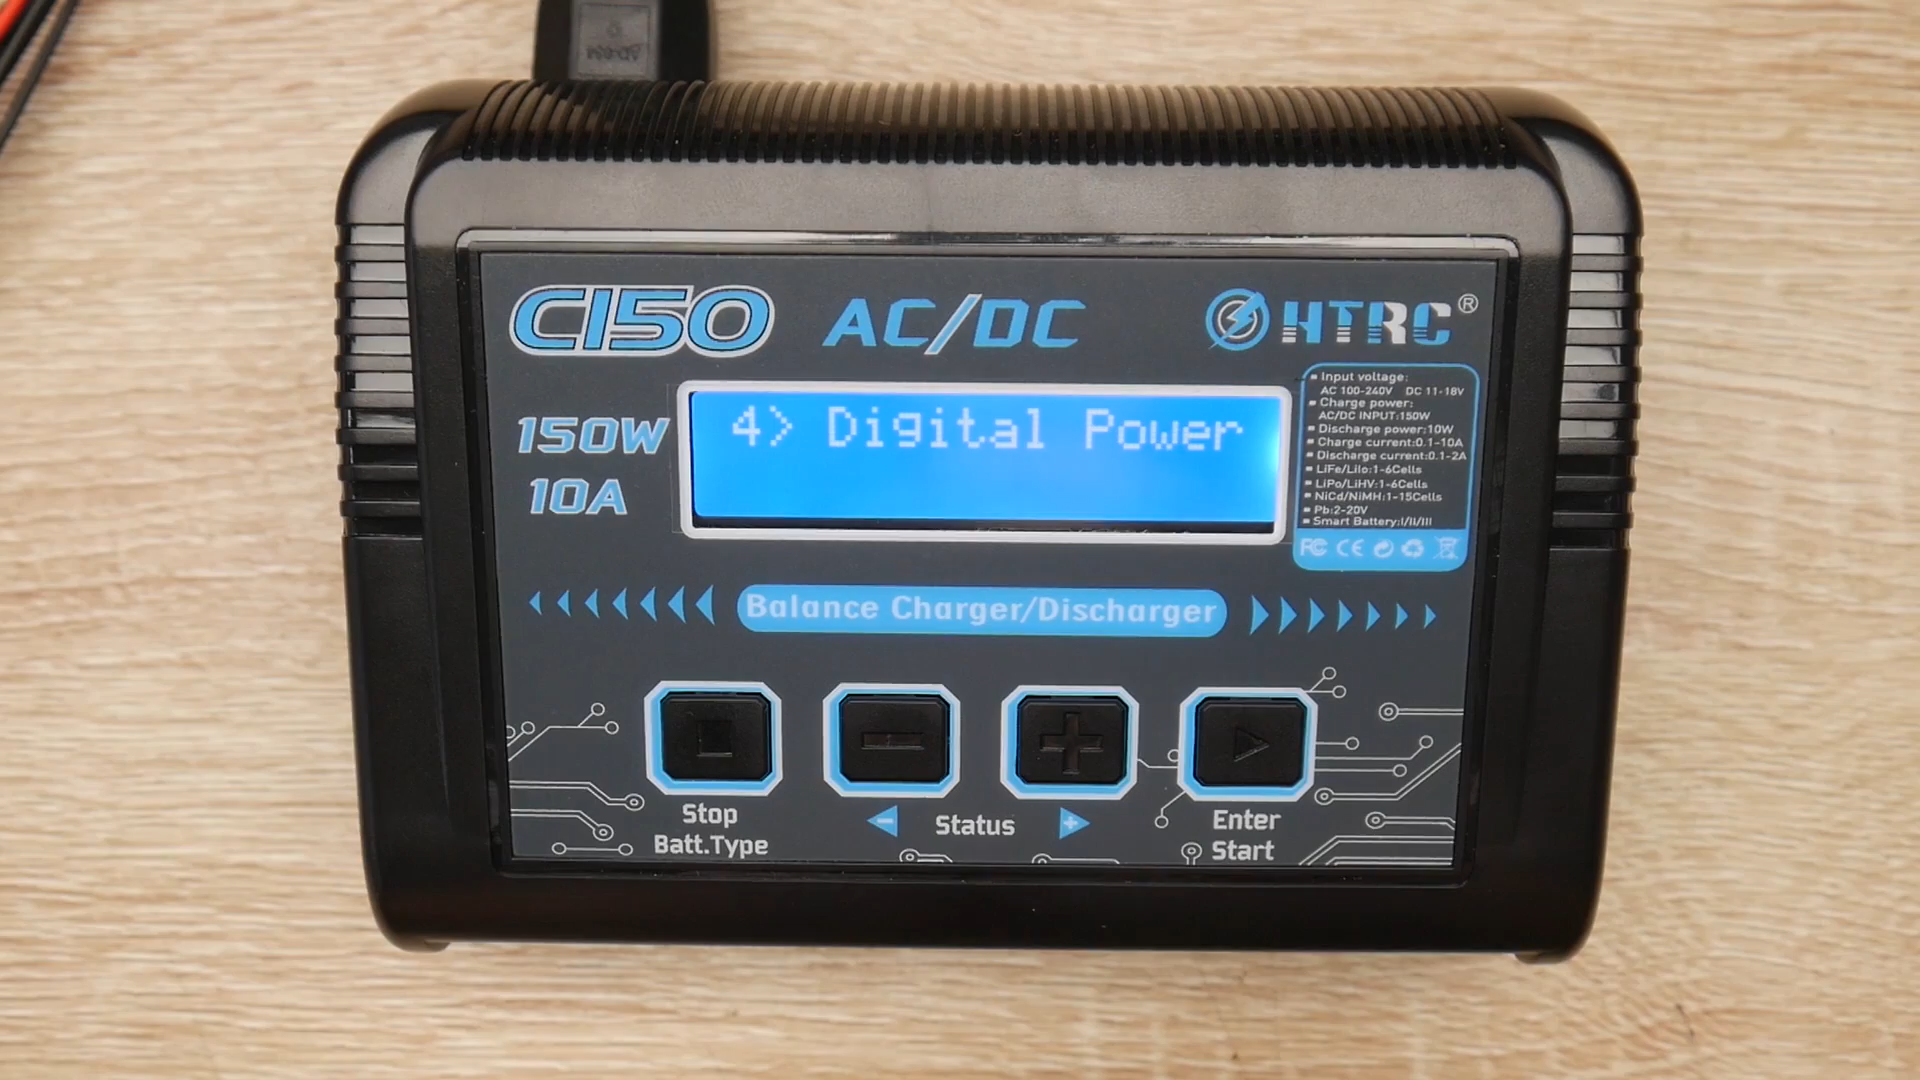 C150 AC/DC HTRC®
150W
10A
4> Digital Power
▪ Input voltage:
AC 100-240V DC 11-18V
▪ Charge power:
AC/DC INPUT:150W
▪ Discharge power:10W
▪ Charge current:0.1-10A
▪ Discharge current:0.1-2A
▪ LiFe/LiIo:1-6Cells
▪ LiPo/LiHV:1-6Cells
▪ NiCd/NiMH:1-15Cells
▪ Pb:2-20V
▪ Smart Battery:I/II/III
FC CE
Balance Charger/Discharger
Stop
Batt.Type
Status
Enter
Start